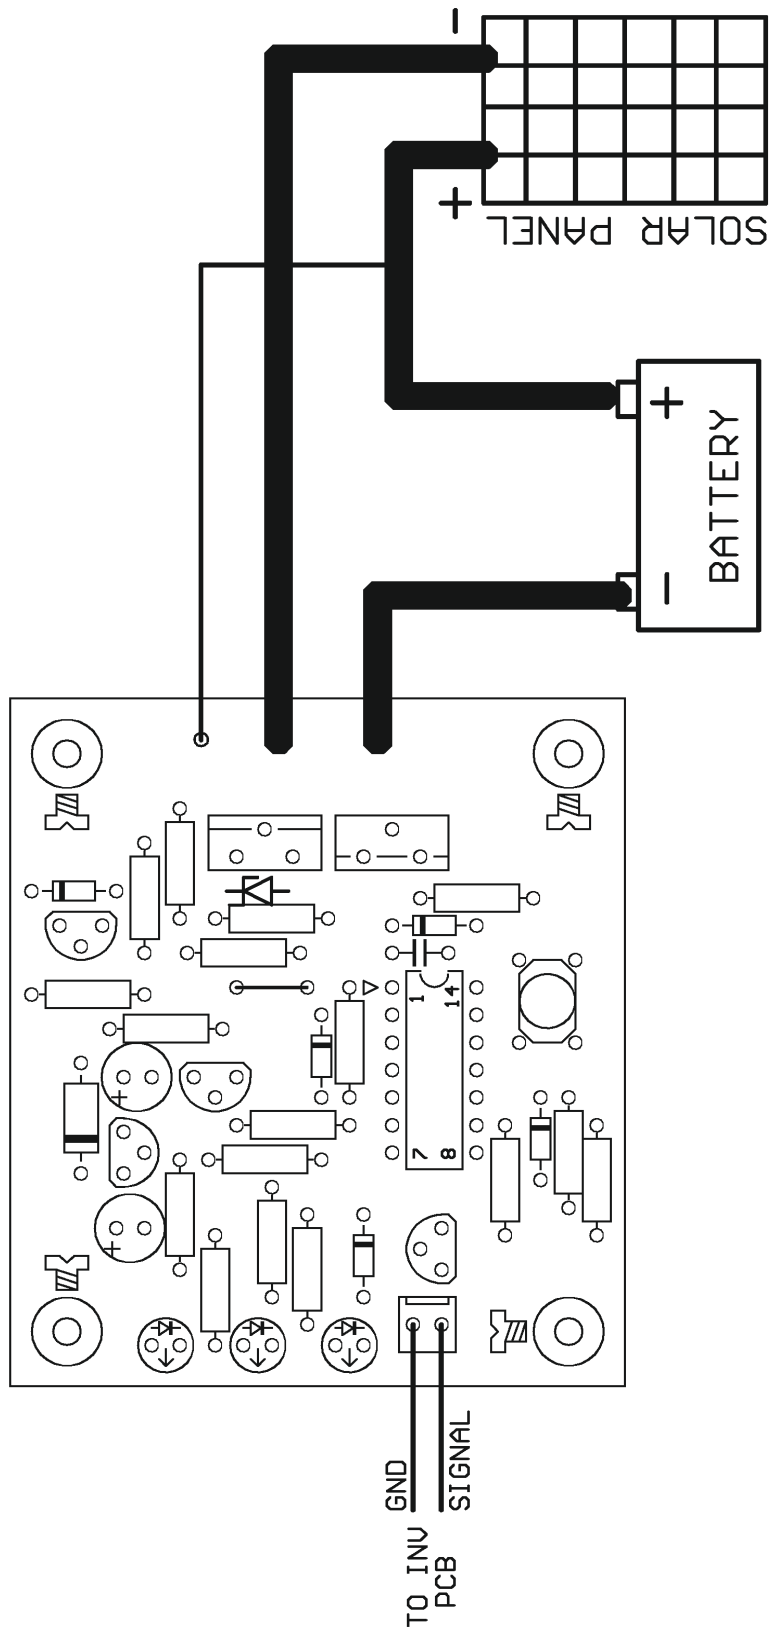 −
+
SOLAR PANEL
+
BATTERY
−
1
14
7
8
+
+
GND
SIGNAL
TO INV
PCB